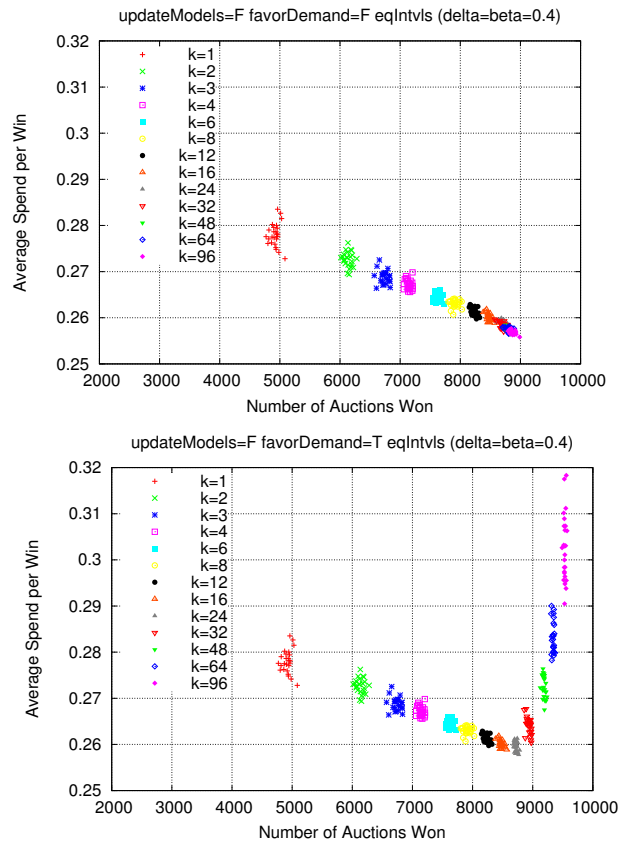 updateModels=F favorDemand=F eqIntvls (delta=beta=0.4)
0.32
0.31
0.3
0.29
0.28
0.27
0.26
0.25
Average Spend per Win
k=1
k=2
k=3
k=4
k=6
k=8
k=12
k=16
k=24
k=32
k=48
k=64
k=96
2000 3000 4000 5000 6000 7000 8000 9000 10000
Number of Auctions Won
updateModels=F favorDemand=T eqIntvls (delta=beta=0.4)
0.32
0.31
0.3
0.29
0.28
0.27
0.26
0.25
Average Spend per Win
k=1
k=2
k=3
k=4
k=6
k=8
k=12
k=16
k=24
k=32
k=48
k=64
k=96
2000 3000 4000 5000 6000 7000 8000 9000 10000
Number of Auctions Won